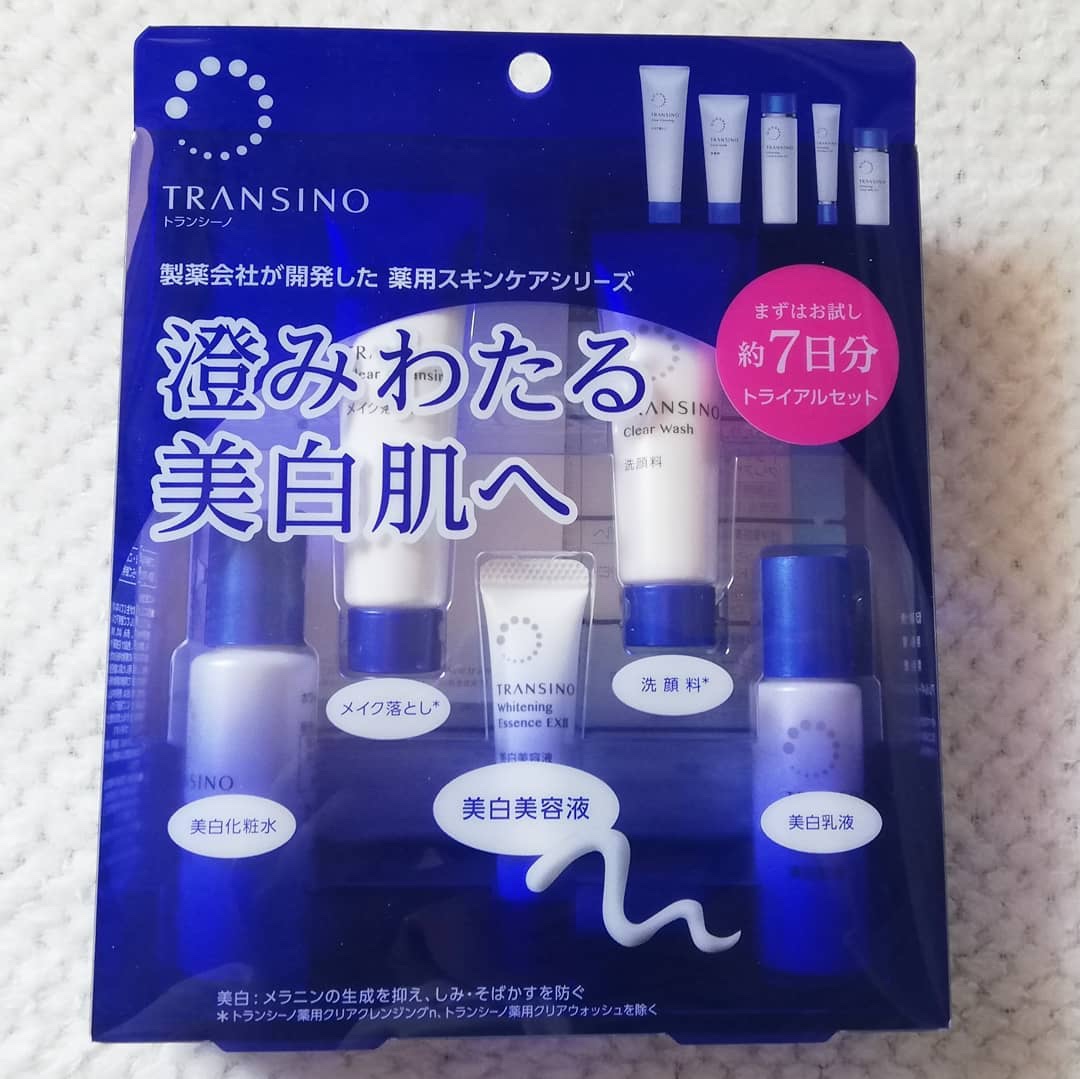 TRANSINO
トランシーノ
製薬会社が開発した 薬用スキンケアシリーズ
まずはお試し
約7日分
トライアルセット
澄みわたる
美白肌へ
TRANSINO
Clear Wash
洗顔料
メイク落とし*
洗顔料*
TRANSINO
Whitening
Essence EXII
美白美容液
SINO
美白化粧水
美白美容液
美白乳液
美白：メラニンの生成を抑え、しみ・そばかすを防ぐ
*トランシーノ薬用クリアクレンジングn、トランシーノ薬用クリアウォッシュを除く